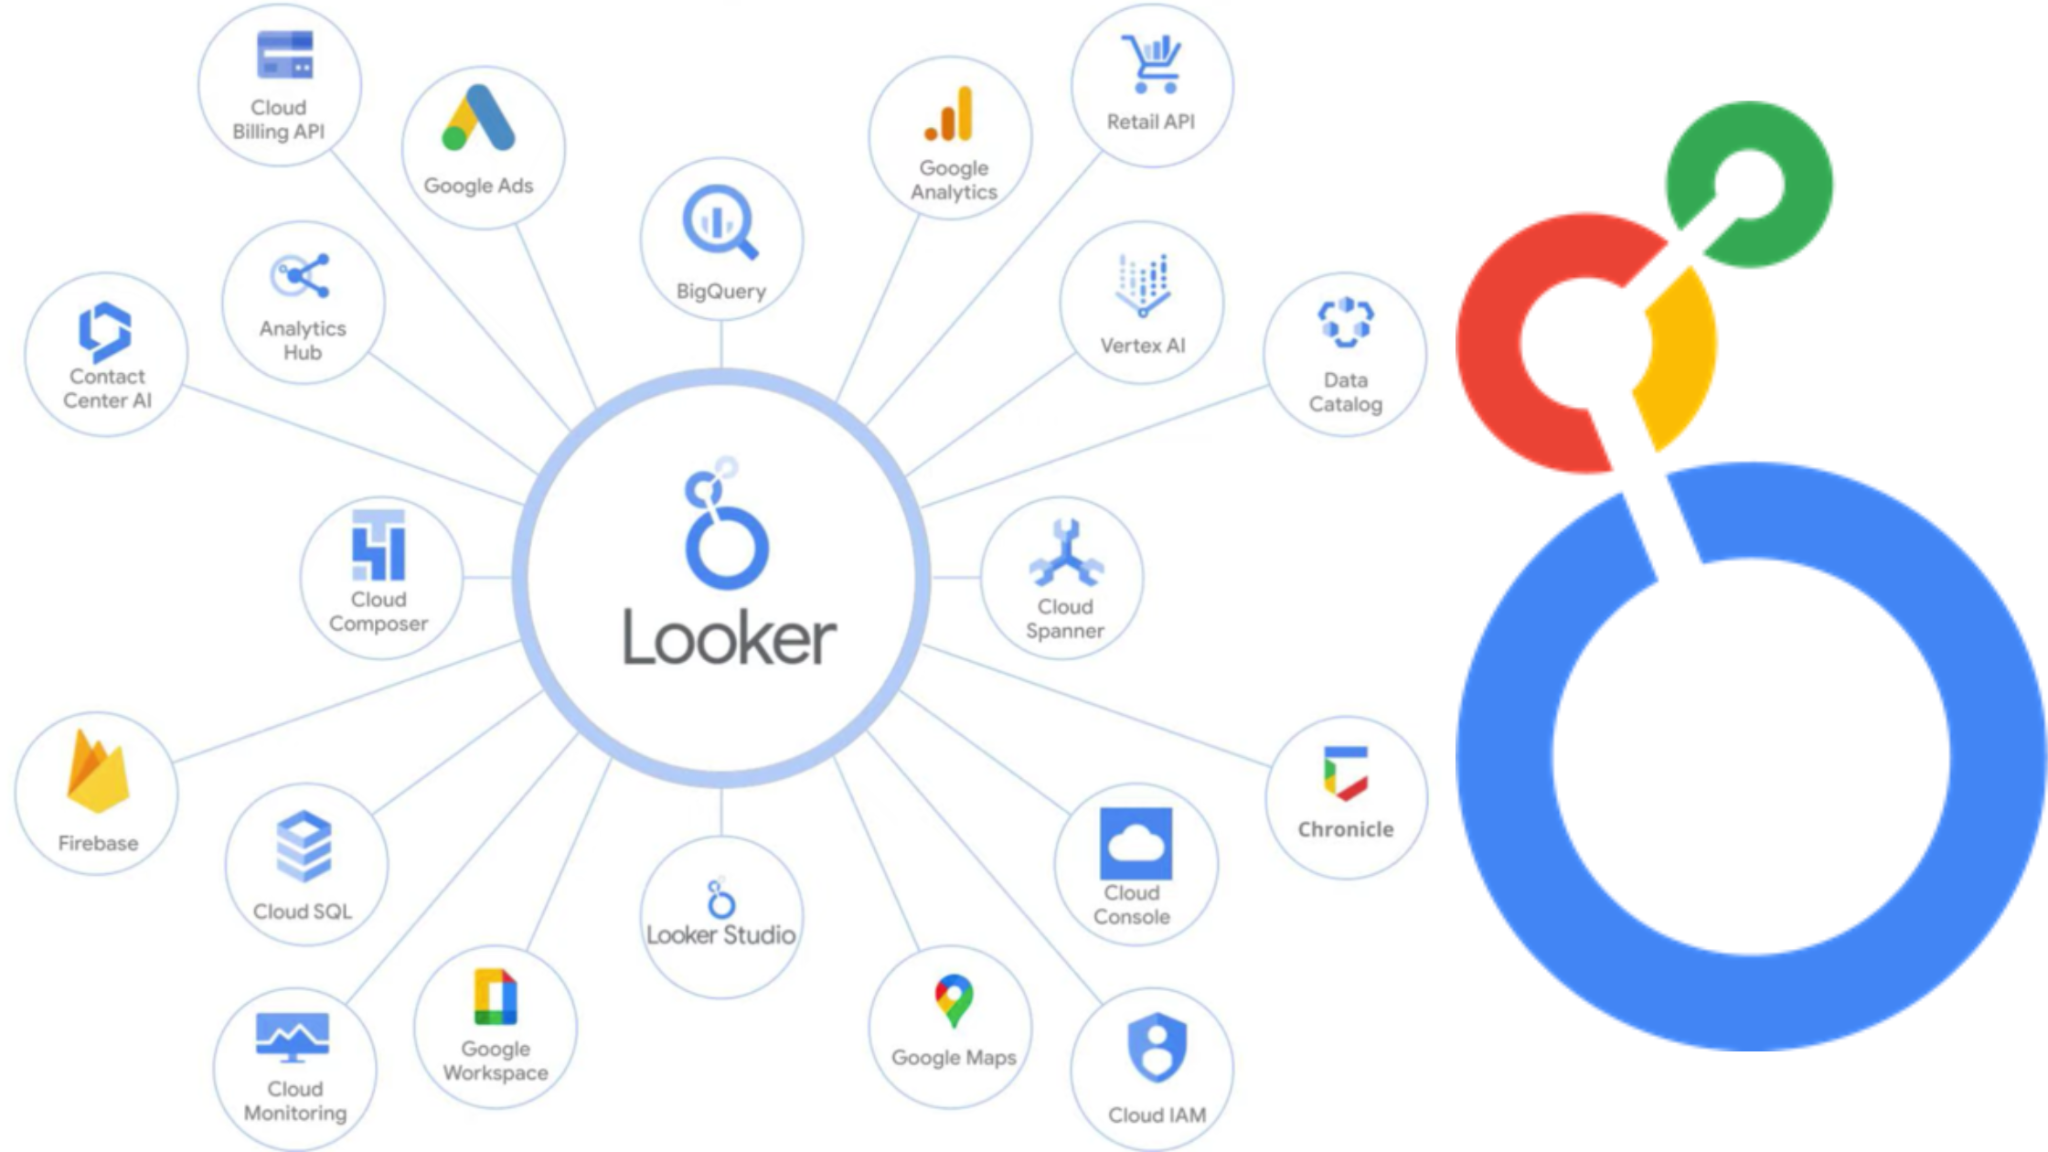 Cloud
Billing API
Google Ads
BigQuery
Google
Analytics
Retail API
Contact
Center AI
Analytics
Hub
Vertex AI
Data
Catalog
Cloud
Composer
Looker
Cloud
Spanner
Firebase
Cloud SQL
Looker Studio
Cloud
Console
Chronicle
Cloud
Monitoring
Google
Workspace
Google Maps
Cloud IAM